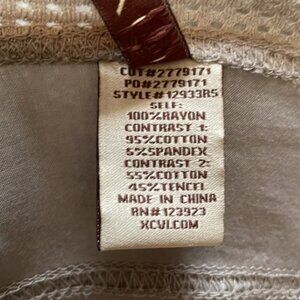 CUT#2779171
PO#2779171
STYLE#12933RS
SELF:
100%RAYON
CONTRAST 1:
95%COTTON
5%SPANDEX
CONTRAST 2:
55%COTTON
45%TENCEL
MADE IN CHINA
RN#123923
XCVI.COM